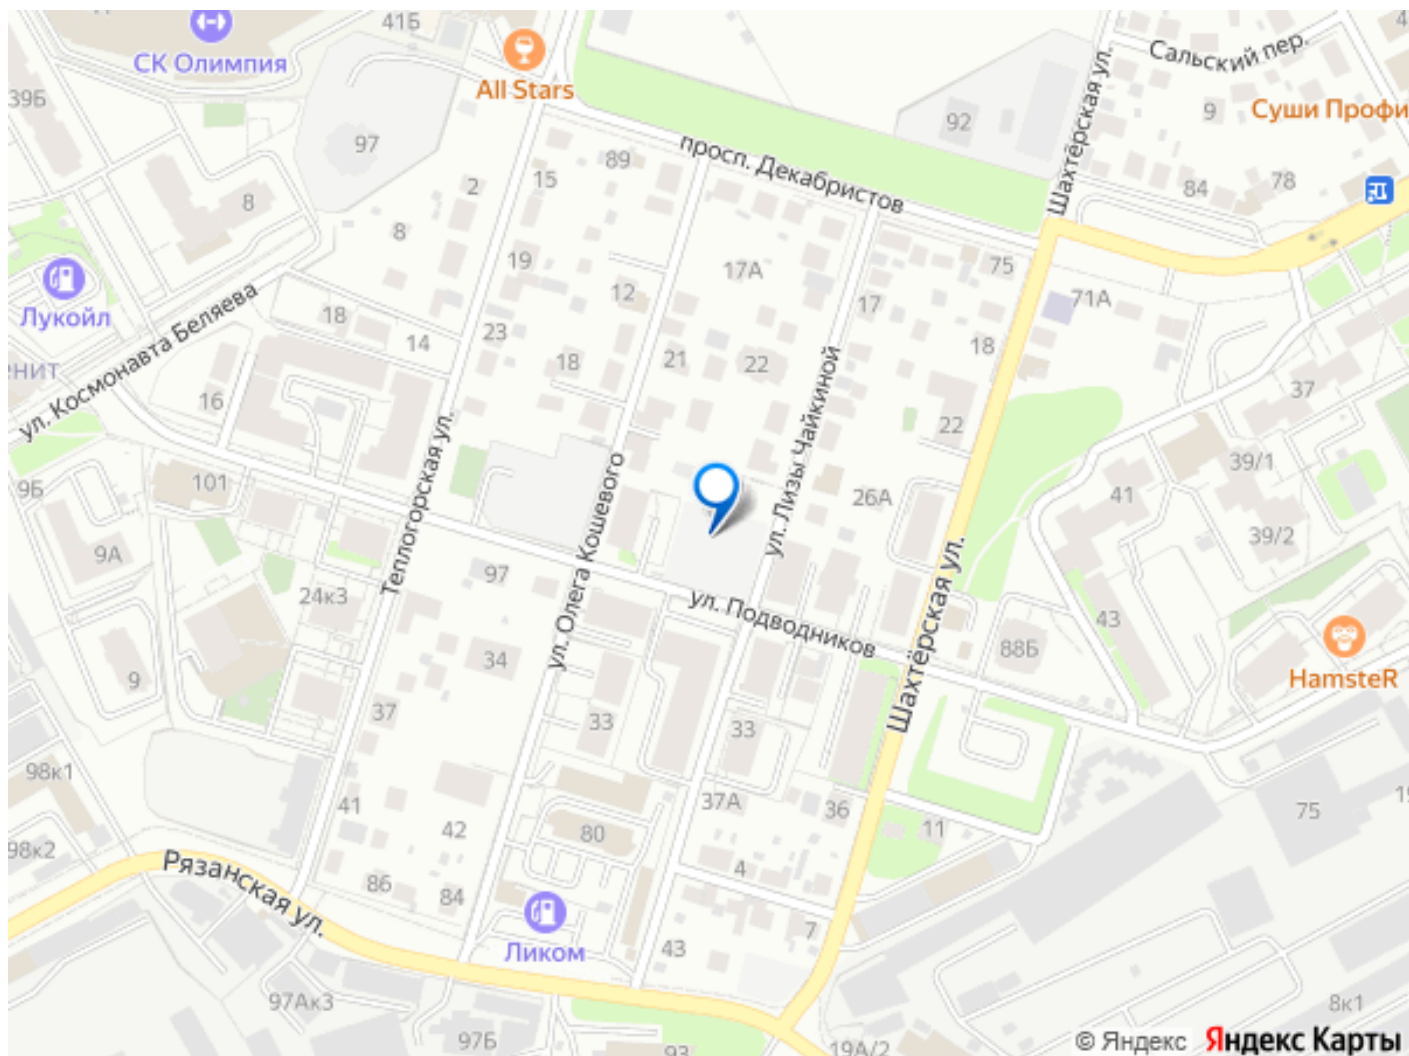 41Б
СК Олимпия
All Stars
Сальский пер.
39Б
97
92
9
Суши Профи
Шахтёрская ул.
просп. Декабристов
89
15
2
84
78
8
8
19
17А
75
12
17
71А
Лукойл
18
14
23
18
21
22
18
ул. Космонавта Беляева
нит
16
37
22
ул. Лизы Чайкиной
Теплогорская ул.
39/1
9Б
101
26А
41
ул. Олега Кошевого
39/2
9А
97
24к3
ул. Подводников
43
88Б
34
9
HamsteR
Шахтёрская ул.
37
33
33
98к1
37А
36
11
75
19
41
42
80
98к2
Рязанская ул.
86
84
4
7
Ликом
43
97Ак3
97Б
93
19А/2
8к1
© Яндекс Яндекс Карты